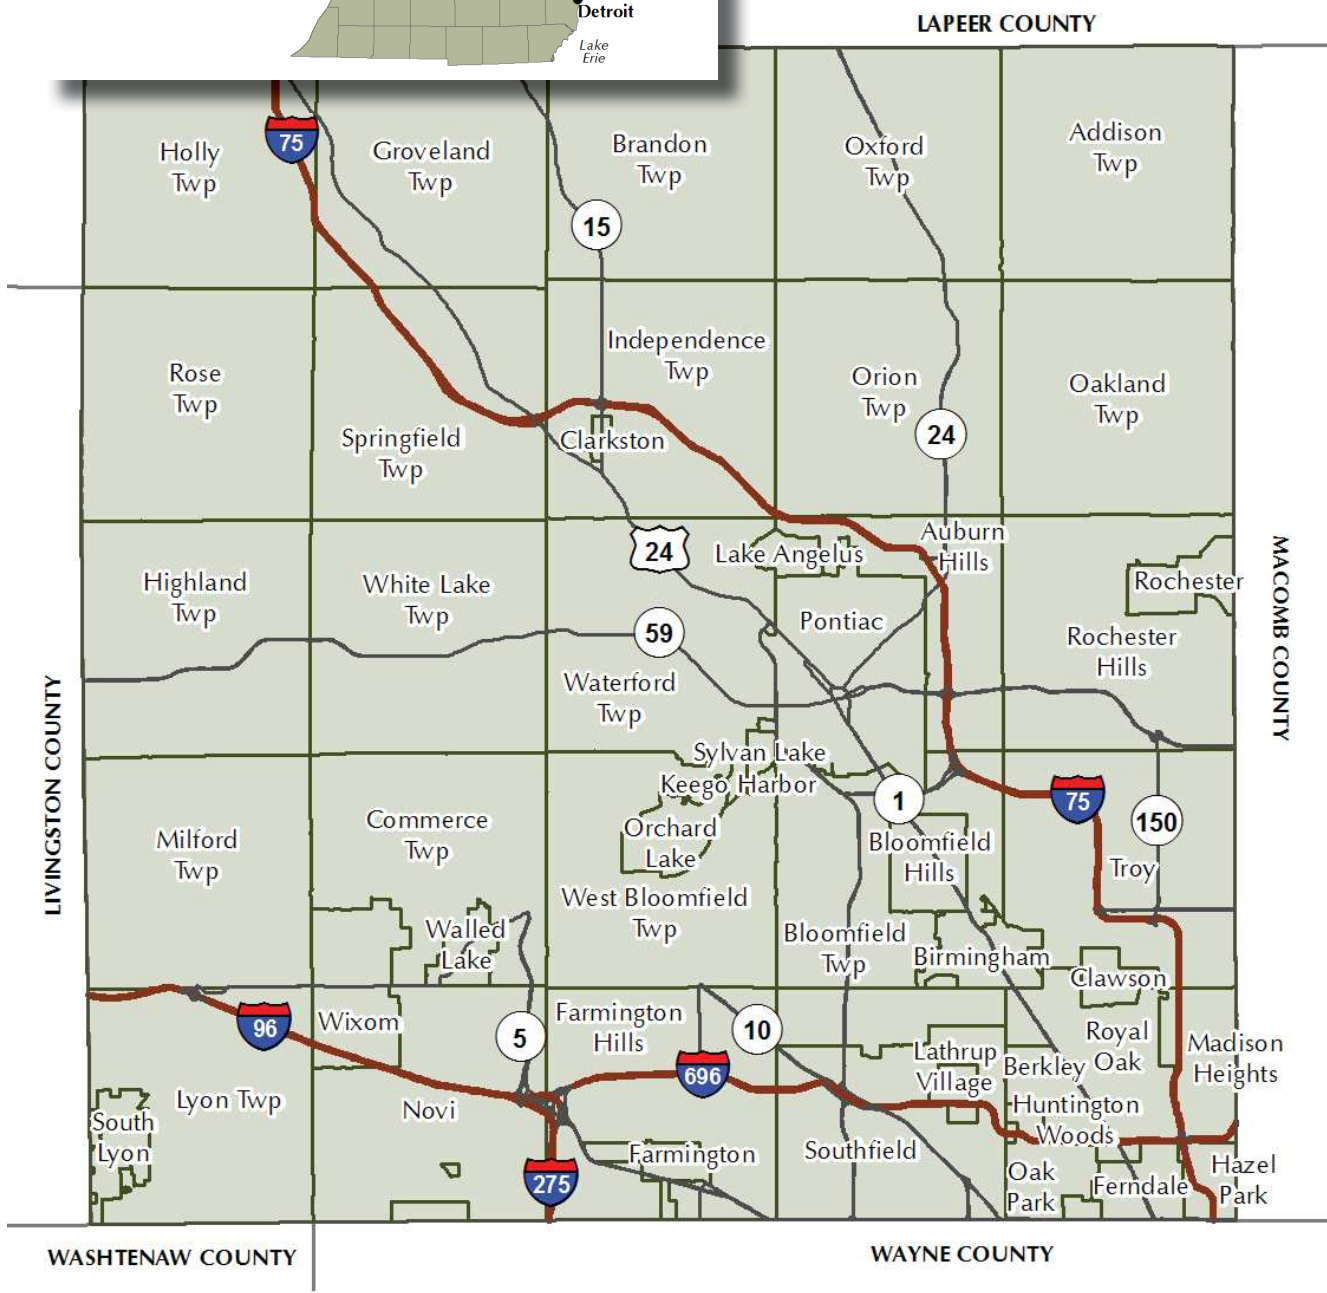 Detroit
Lake
Erie
LAPEER COUNTY
75
Holly
Twp
Groveland
Twp
Brandon
Twp
Oxford
Twp
Addison
Twp
15
Rose
Twp
Springfield
Twp
Independence
Twp
Clarkston
Orion
Twp
24
Oakland
Twp
Highland
Twp
White Lake
Twp
24
59
Waterford
Twp
Lake Angelus
Auburn
Hills
Pontiac
Rochester
Rochester
Hills
LIVINGSTON COUNTY
MACOMB COUNTY
Milford
Twp
Commerce
Twp
Walled
Lake
Sylvan Lake
Keego Harbor
Orchard
Lake
West Bloomfield
Twp
1
Bloomfield
Hills
Bloomfield
Twp
Birmingham
75
150
Troy
Clawson
96
Wixom
5
Farmington
Hills
10
696
Lathrup
Village
Berkley
Royal
Oak
Madison
Heights
Huntington
Woods
South
Lyon
Lyon Twp
Novi
275
Farmington
Southfield
Oak
Park
Ferndale
Hazel
Park
WASHTENAW COUNTY
WAYNE COUNTY